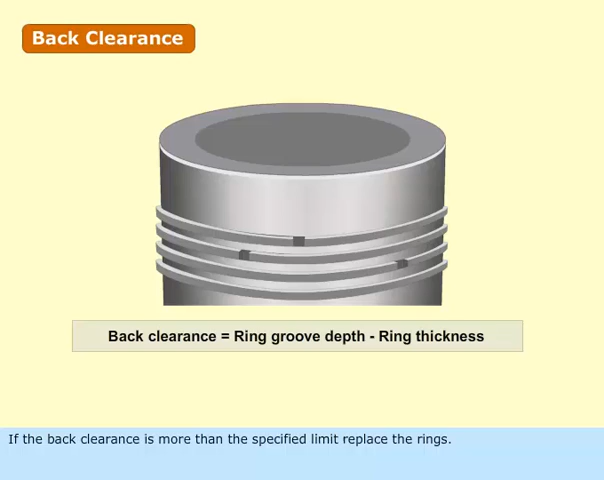 Back Clearance
Back clearance = Ring groove depth - Ring thickness
If the back clearance is more than the specified limit replace the rings.